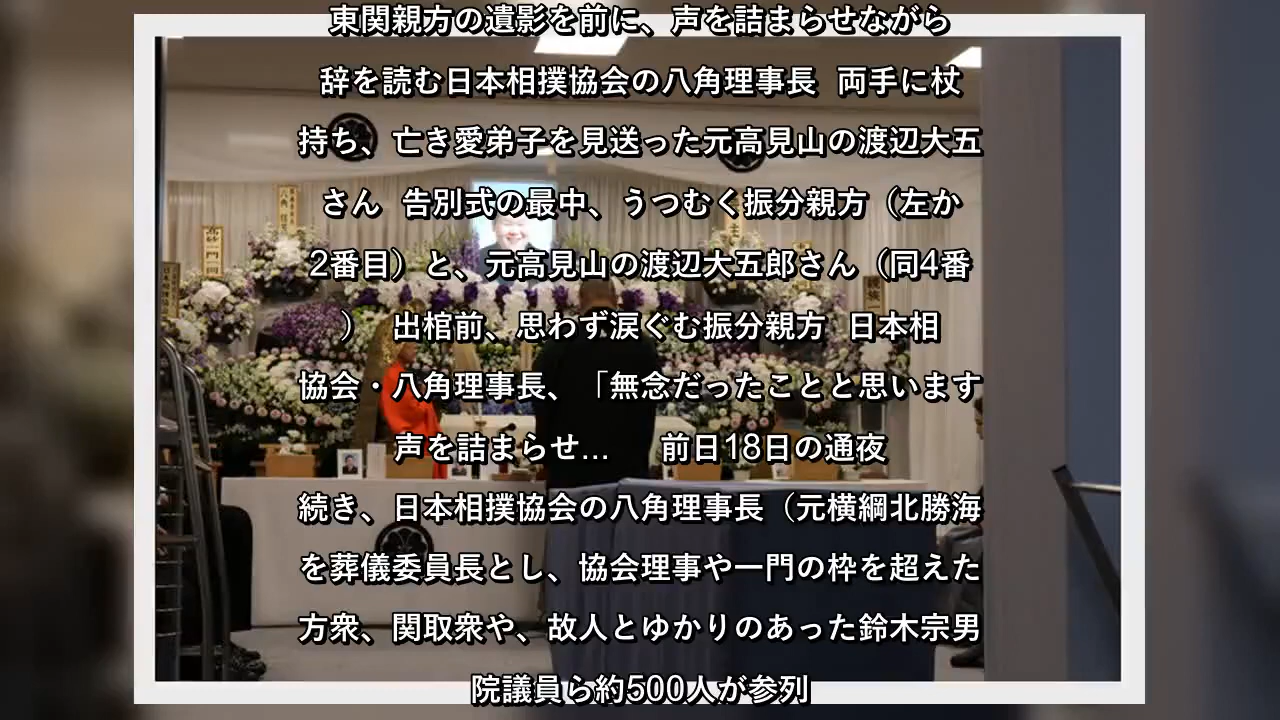 東関親方の遺影を前に、声を詰まらせながら
辞を読む日本相撲協会の八角理事長 両手に杖
持ち、亡き愛弟子を見送った元高見山の渡辺大五
さん 告別式の最中、うつむく振分親方（左か
2番目）と、元高見山の渡辺大五郎さん（同4番
） 出棺前、思わず涙ぐむ振分親方 日本相
協会・八角理事長、「無念だったことと思います
声を詰まらせ… 前日18日の通夜
続き、日本相撲協会の八角理事長（元横綱北勝海
を葬儀委員長とし、協会理事や一門の枠を超えた
方衆、関取衆や、故人とゆかりのあった鈴木宗男
院議員ら約500人が参列